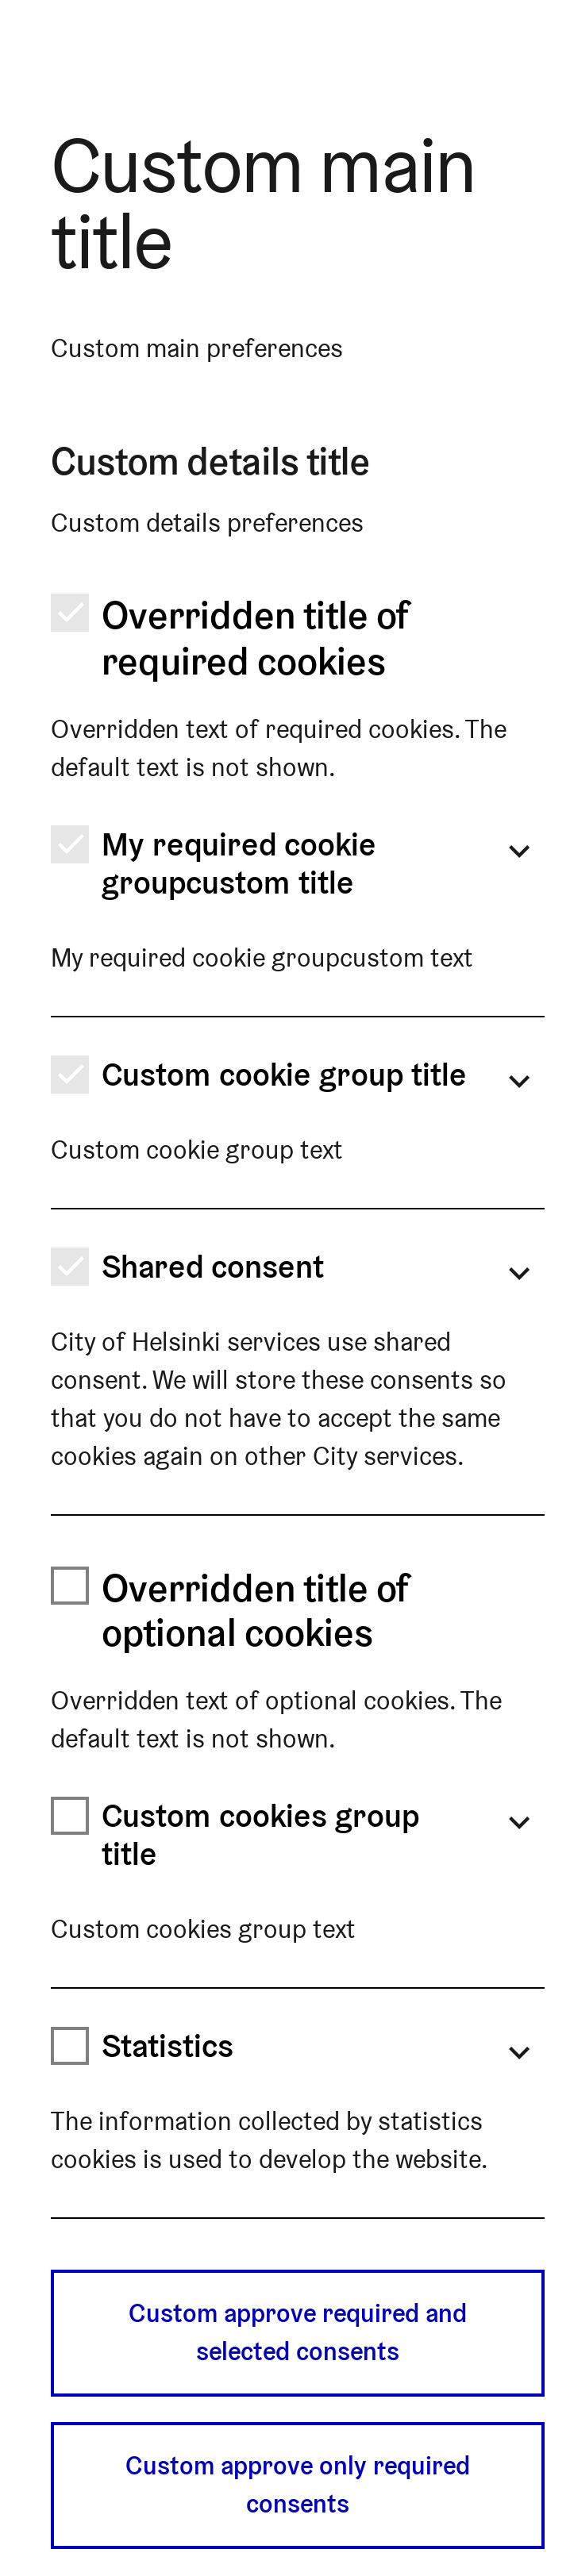 Custom main
title
Custom main preferences
Custom details title
Custom details preferences
Overridden title of
required cookies
Overridden text of required cookies. The
default text is not shown.
My required cookie
groupcustom title
My required cookie groupcustom text
Custom cookie group title
Custom cookie group text
Shared consent
City of Helsinki services use shared
consent. We will store these consents so
that you do not have to accept the same
cookies again on other City services.
Overridden title of
optional cookies
Overridden text of optional cookies. The
default text is not shown.
Custom cookies group
title
Custom cookies group text
Statistics
The information collected by statistics
cookies is used to develop the website.
Custom approve required and
selected consents
Custom approve only required
consents